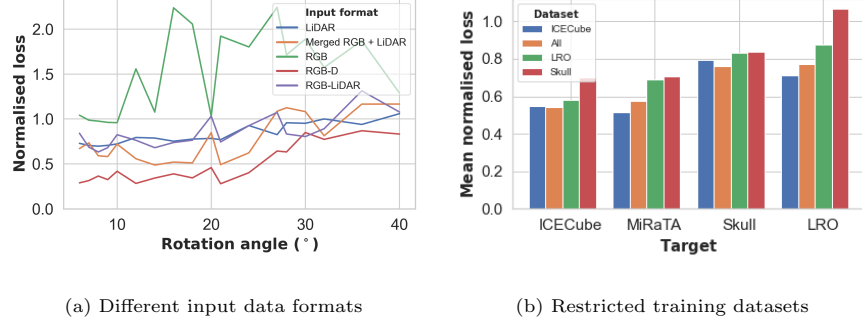 Normalised loss
2.0
1.5
1.0
0.5
0.0
10
20
30
40
Rotation angle (°)
Input format
LiDAR
Merged RGB + LiDAR
RGB
RGB-D
RGB-LiDAR
(a) Different input data formats
Mean normalised loss
1.0
0.8
0.6
0.4
0.2
0.0
Dataset
ICECube
All
LRO
Skull
ICECube
MiRaTA
Skull
LRO
Target
(b) Restricted training datasets